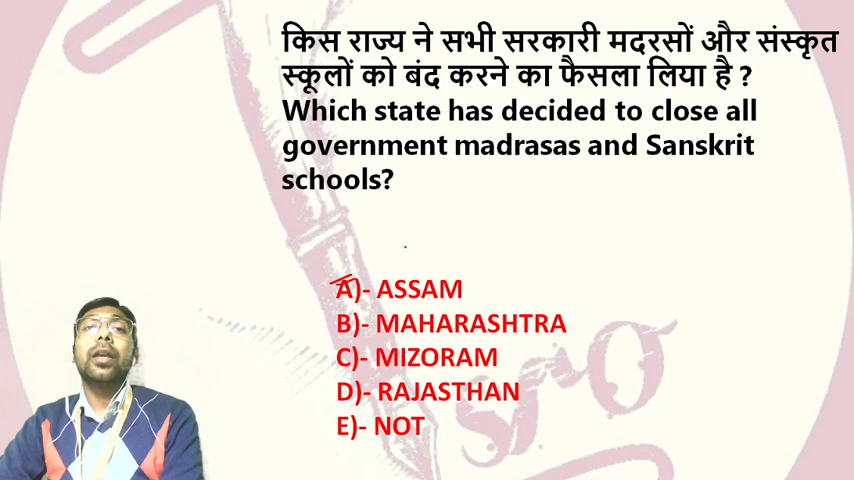 किस राज्य ने सभी सरकारी मदरसों और संस्कृत
स्कूलों को बंद करने का फैसला लिया है ?
Which state has decided to close all
government madrasas and Sanskrit
schools?
A)- ASSAM
B)- MAHARASHTRA
C)- MIZORAM
D)- RAJASTHAN
E)- NOT